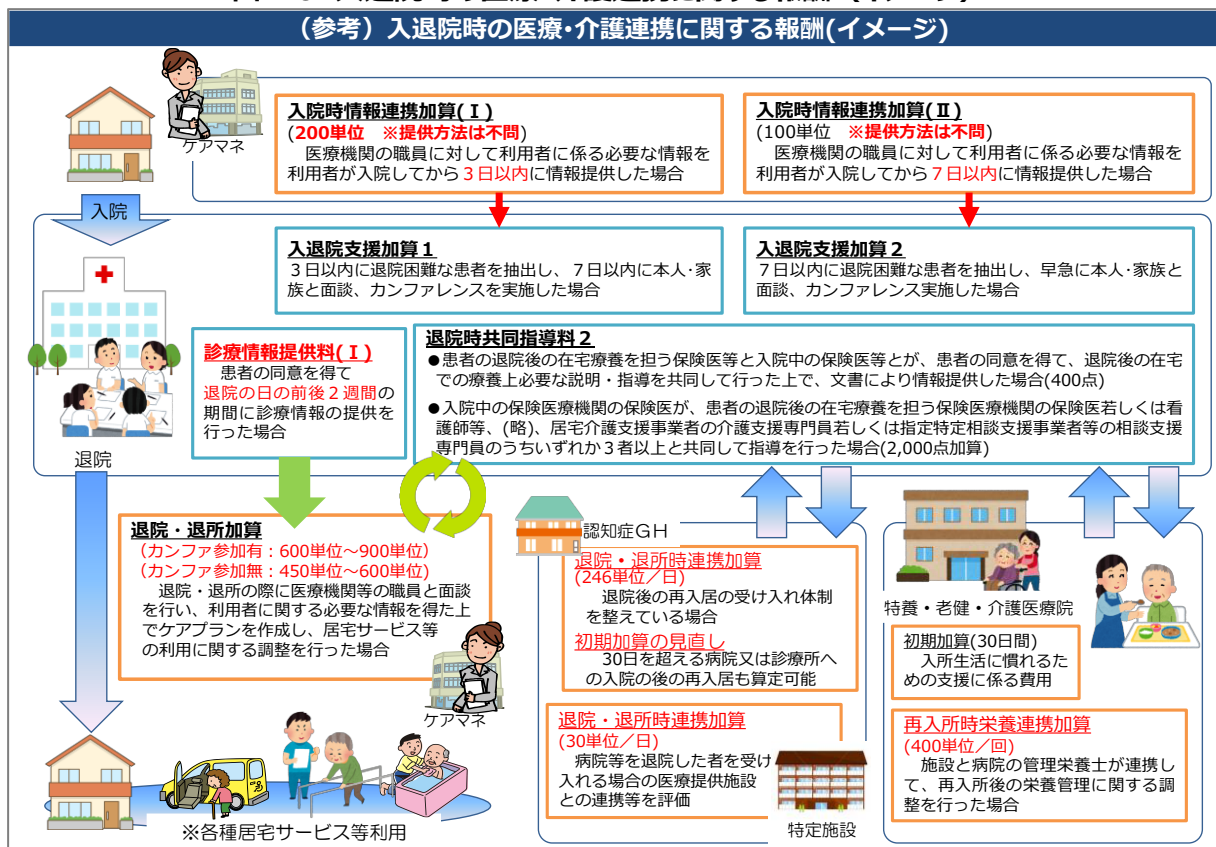 （参考）入退院時の医療・介護連携に関する報酬(イメージ)
ケアマネ
入院時情報連携加算(Ⅰ)
(200単位　※提供方法は不問)
医療機関の職員に対して利用者に係る必要な情報を
利用者が入院してから３日以内に情報提供した場合
入院時情報連携加算(Ⅱ)
(100単位　※提供方法は不問)
医療機関の職員に対して利用者に係る必要な情報を
利用者が入院してから７日以内に情報提供した場合
入院
入退院支援加算１
３日以内に退院困難な患者を抽出し、７日以内に本人･家
族と面談、カンファレンスを実施した場合
入退院支援加算２
７日以内に退院困難な患者を抽出し、早急に本人･家族と
面談、カンファレンス実施した場合
診療情報提供料(Ⅰ)
患者の同意を得て
退院の日の前後２週間の
期間に診療情報の提供を
行った場合
退院時共同指導料２
●患者の退院後の在宅療養を担う保険医等と入院中の保険医等とが、患者の同意を得て、退院後の在宅
での療養上必要な説明・指導を共同して行った上で、文書により情報提供した場合(400点)
●入院中の保険医療機関の保険医が、患者の退院後の在宅療養を担う保険医療機関の保険医若しくは看
護師等、(略)、居宅介護支援事業者の介護支援専門員若しくは指定特定相談支援事業者等の相談支援
専門員のうちいずれか３者以上と共同して指導を行った場合(2,000点加算)
退院
退院・退所加算
（カンファ参加有：600単位～900単位）
（カンファ参加無：450単位～600単位）
退院・退所の際に医療機関等の職員と面談
を行い、利用者に関する必要な情報を得た上
でケアプランを作成し、居宅サービス等
の利用に関する調整を行った場合
ケアマネ
※各種居宅サービス等利用
認知症ＧＨ
退院・退所時連携加算
(246単位／日)
退院後の再入居の受け入れ体制
を整えている場合
初期加算の見直し
30日を超える病院又は診療所へ
の入院の後の再入居も算定可能
退院・退所時連携加算
(30単位／日)
病院等を退院した者を受け
入れる場合の医療提供施設
との連携等を評価
特定施設
特養・老健・介護医療院
初期加算(30日間)
入所生活に慣れるた
めの支援に係る費用
再入所時栄養連携加算
(400単位／回)
施設と病院の管理栄養士が連携し
て、再入所後の栄養管理に関する調
整を行った場合